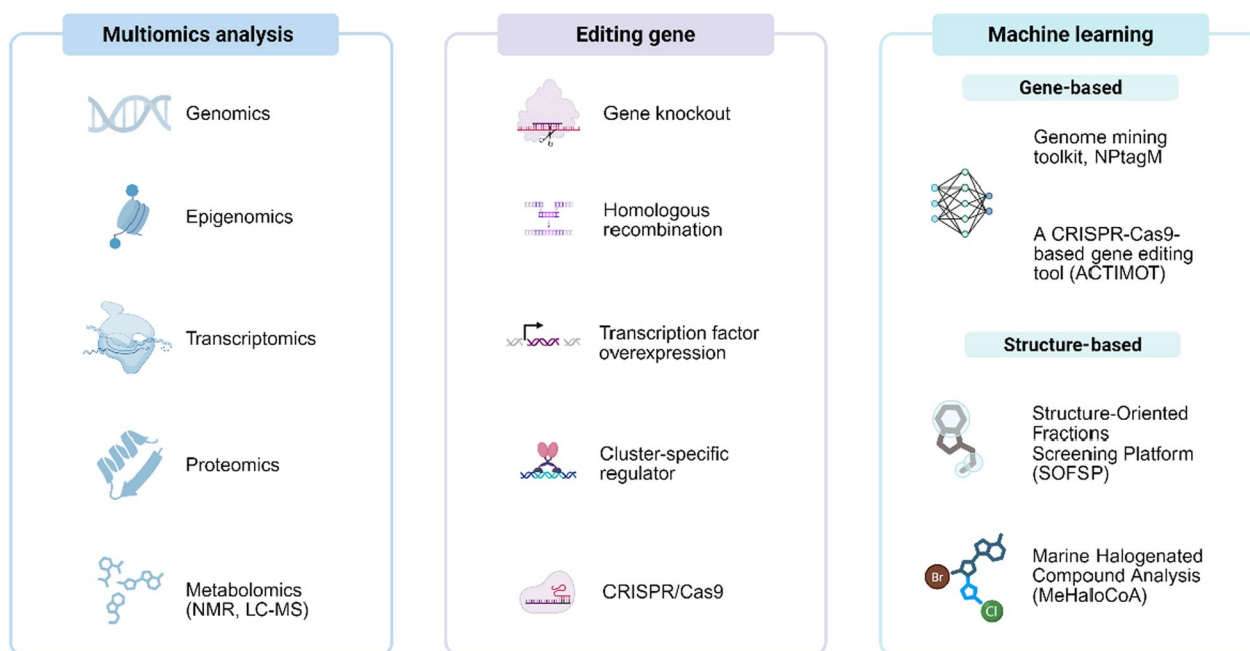 Multiomics analysis
Genomics
Epigenomics
Transcriptomics
Proteomics
Metabolomics
(NMR, LC-MS)
Editing gene
Gene knockout
Homologous
recombination
Transcription factor
overexpression
Cluster-specific
regulator
CRISPR/Cas9
Machine learning
Gene-based
Genome mining
toolkit, NPtagM
A CRISPR-Cas9-
based gene editing
tool (ACTIMOT)
Structure-based
Structure-Oriented
Fractions
Screening Platform
(SOFSP)
Br
Cl
Marine Halogenated
Compound Analysis
(MeHaloCoA)